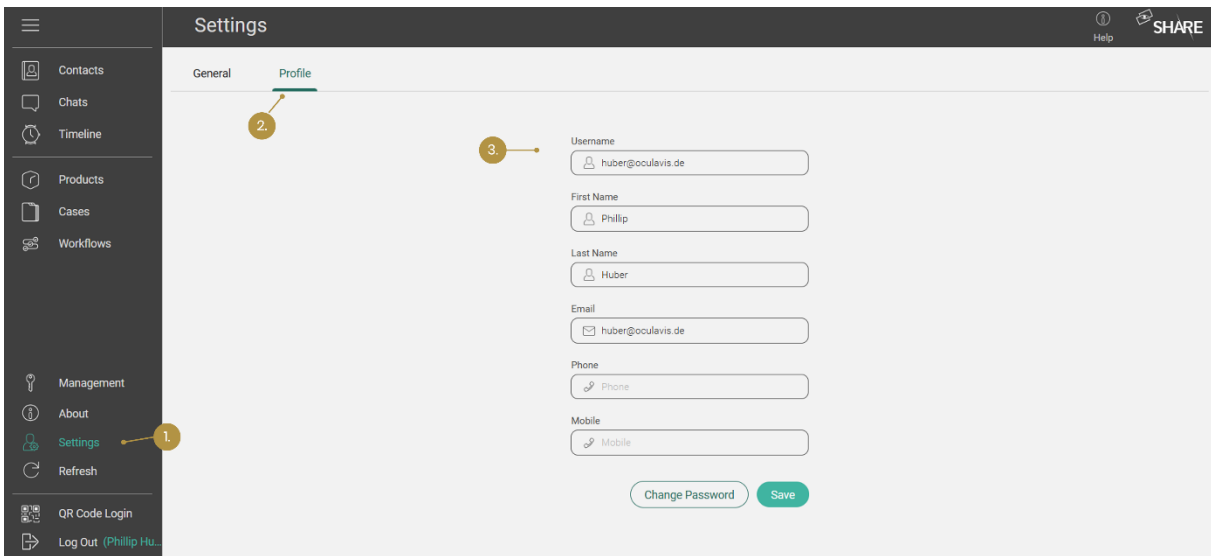 Settings
Help
SHARE
Contacts
Chats
Timeline
Products
Cases
Workflows
Management
About
Settings
Refresh
QR Code Login
Log Out (Phillip Hu...
General Profile
1.
2.
3.
Username
huber@oculavis.de
First Name
Phillip
Last Name
Huber
Email
huber@oculavis.de
Phone
Phone
Mobile
Mobile
Change Password Save